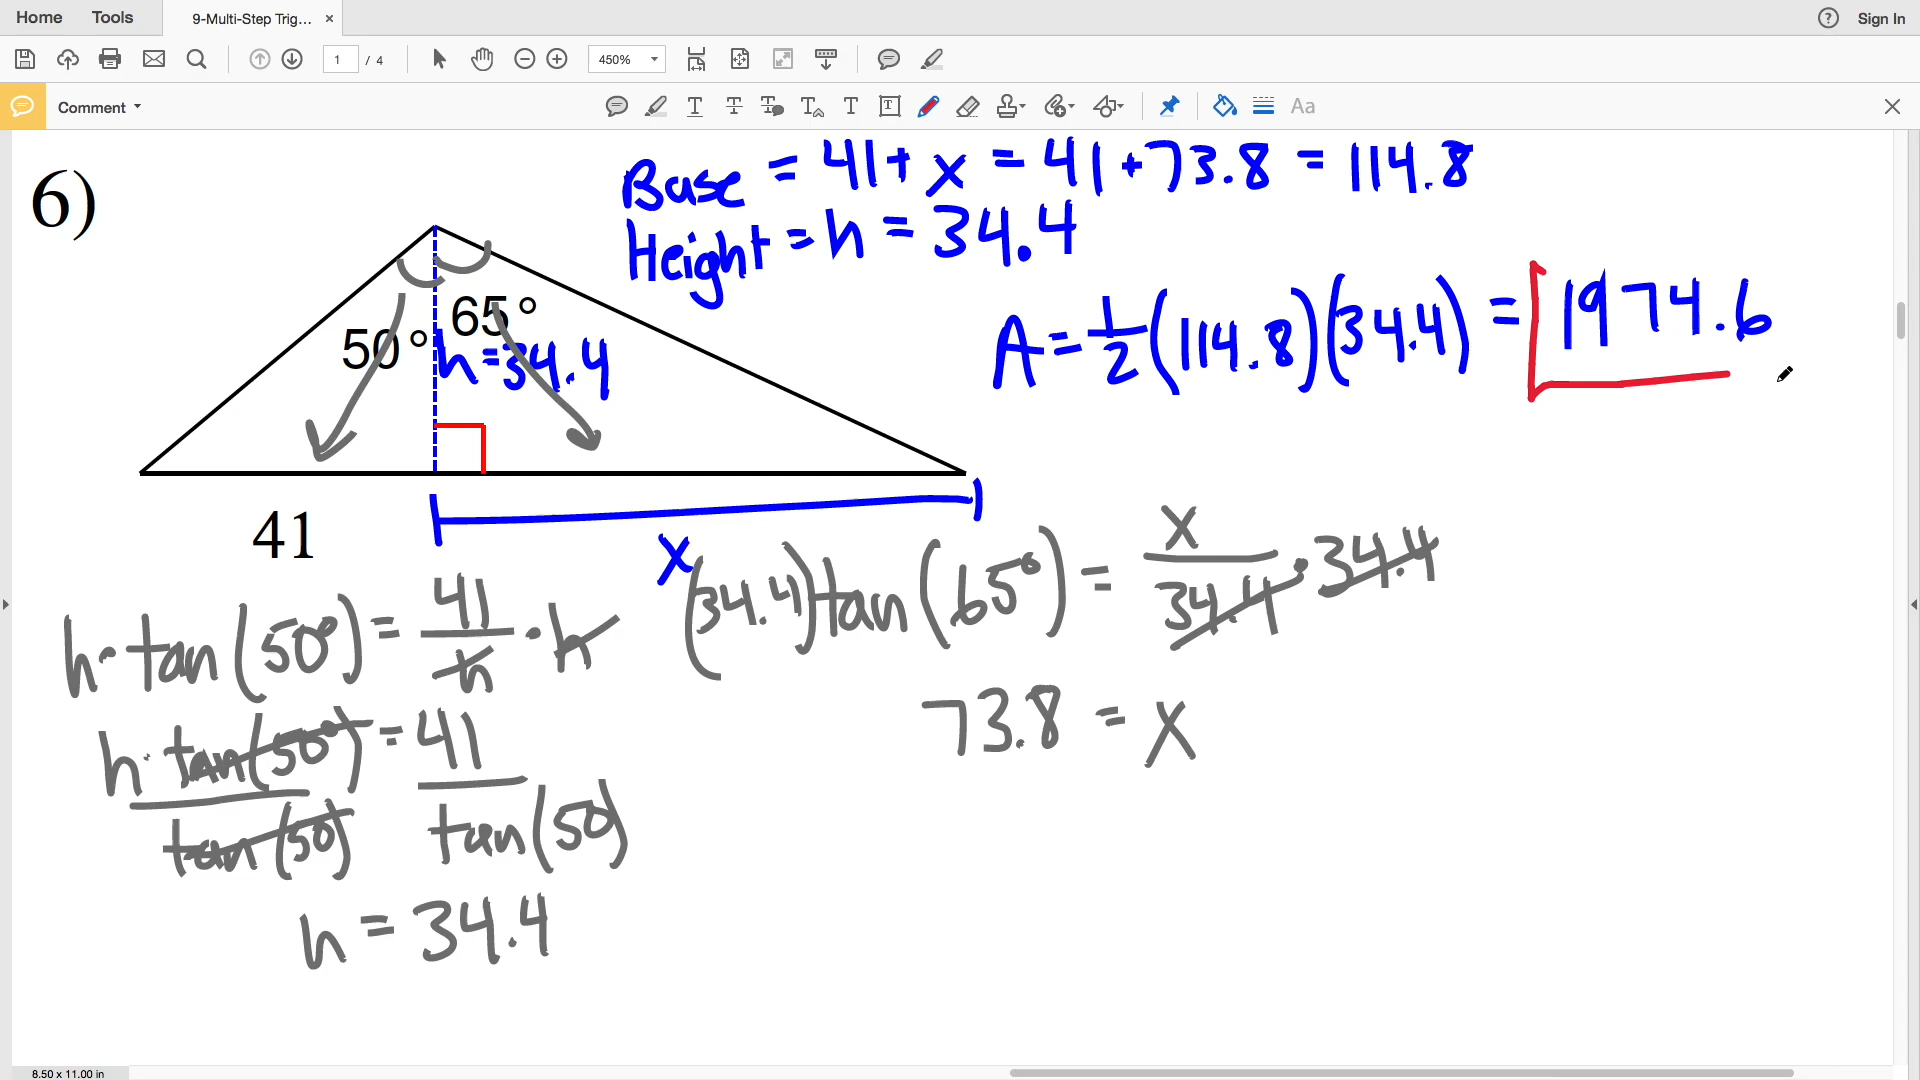 Home Tools 9-Multi-Step Trig... × ? Sign In
1 / 4 450%
Comment Aa
6)
Base = 41 + x = 41 + 73.8 = 114.8
Height = h = 34.4
A = 1/2 (114.8)(34.4) = 1974.6
65°
50°
h = 34.4
41
x
h · tan(50°) = 41/h · h
h · tan(50°)/tan(50) = 41/tan(50)
h = 34.4
(34.4) tan(65°) = x/34.4 · 34.4
73.8 = x
8.50 x 11.00 in